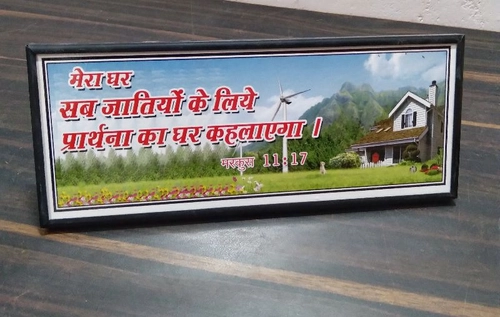 मेरा घर
सब जातियों के लिये
प्रार्थना का घर कहलाएगा ।
मरकुस 11:17